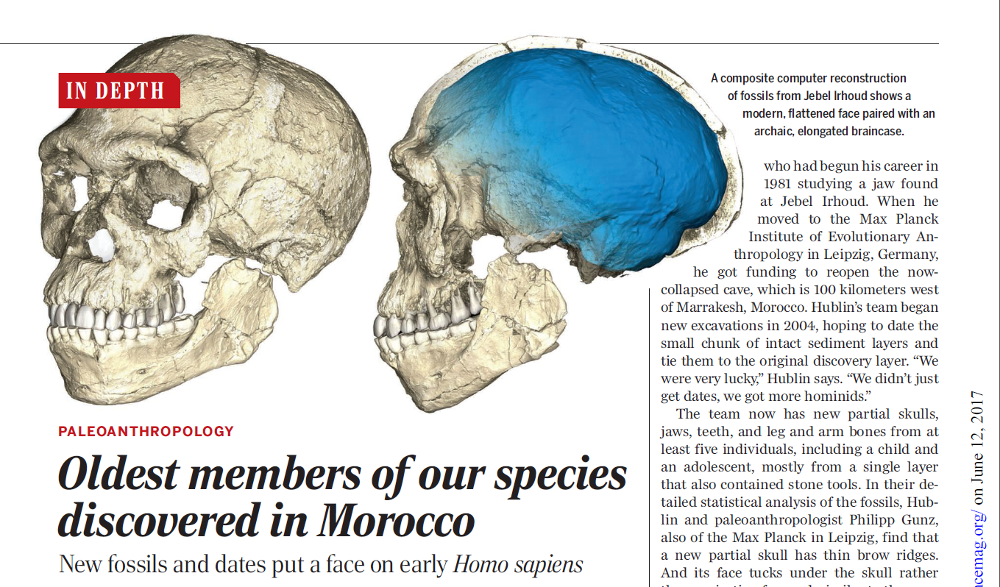 IN DEPTH
A composite computer reconstruction
of fossils from Jebel Irhoud shows a
modern, flattened face paired with an
archaic, elongated braincase.
PALEOANTHROPOLOGY
Oldest members of our species
discovered in Morocco
New fossils and dates put a face on early Homo sapiens
who had begun his career in
1981 studying a jaw found
at Jebel Irhoud. When he
moved to the Max Planck
Institute of Evolutionary An-
thropology in Leipzig, Germany,
he got funding to reopen the now-
collapsed cave, which is 100 kilometers west
of Marrakesh, Morocco. Hublin’s team began
new excavations in 2004, hoping to date the
small chunk of intact sediment layers and
tie them to the original discovery layer. “We
were very lucky,” Hublin says. “We didn’t just
get dates, we got more hominids.”
The team now has new partial skulls,
jaws, teeth, and leg and arm bones from at
least five individuals, including a child and
an adolescent, mostly from a single layer
that also contained stone tools. In their de-
tailed statistical analysis of the fossils, Hub-
lin and paleoanthropologist Philipp Gunz,
also of the Max Planck in Leipzig, find that
a new partial skull has thin brow ridges.
And its face tucks under the skull rather
ncemag.org/ on June 12, 2017